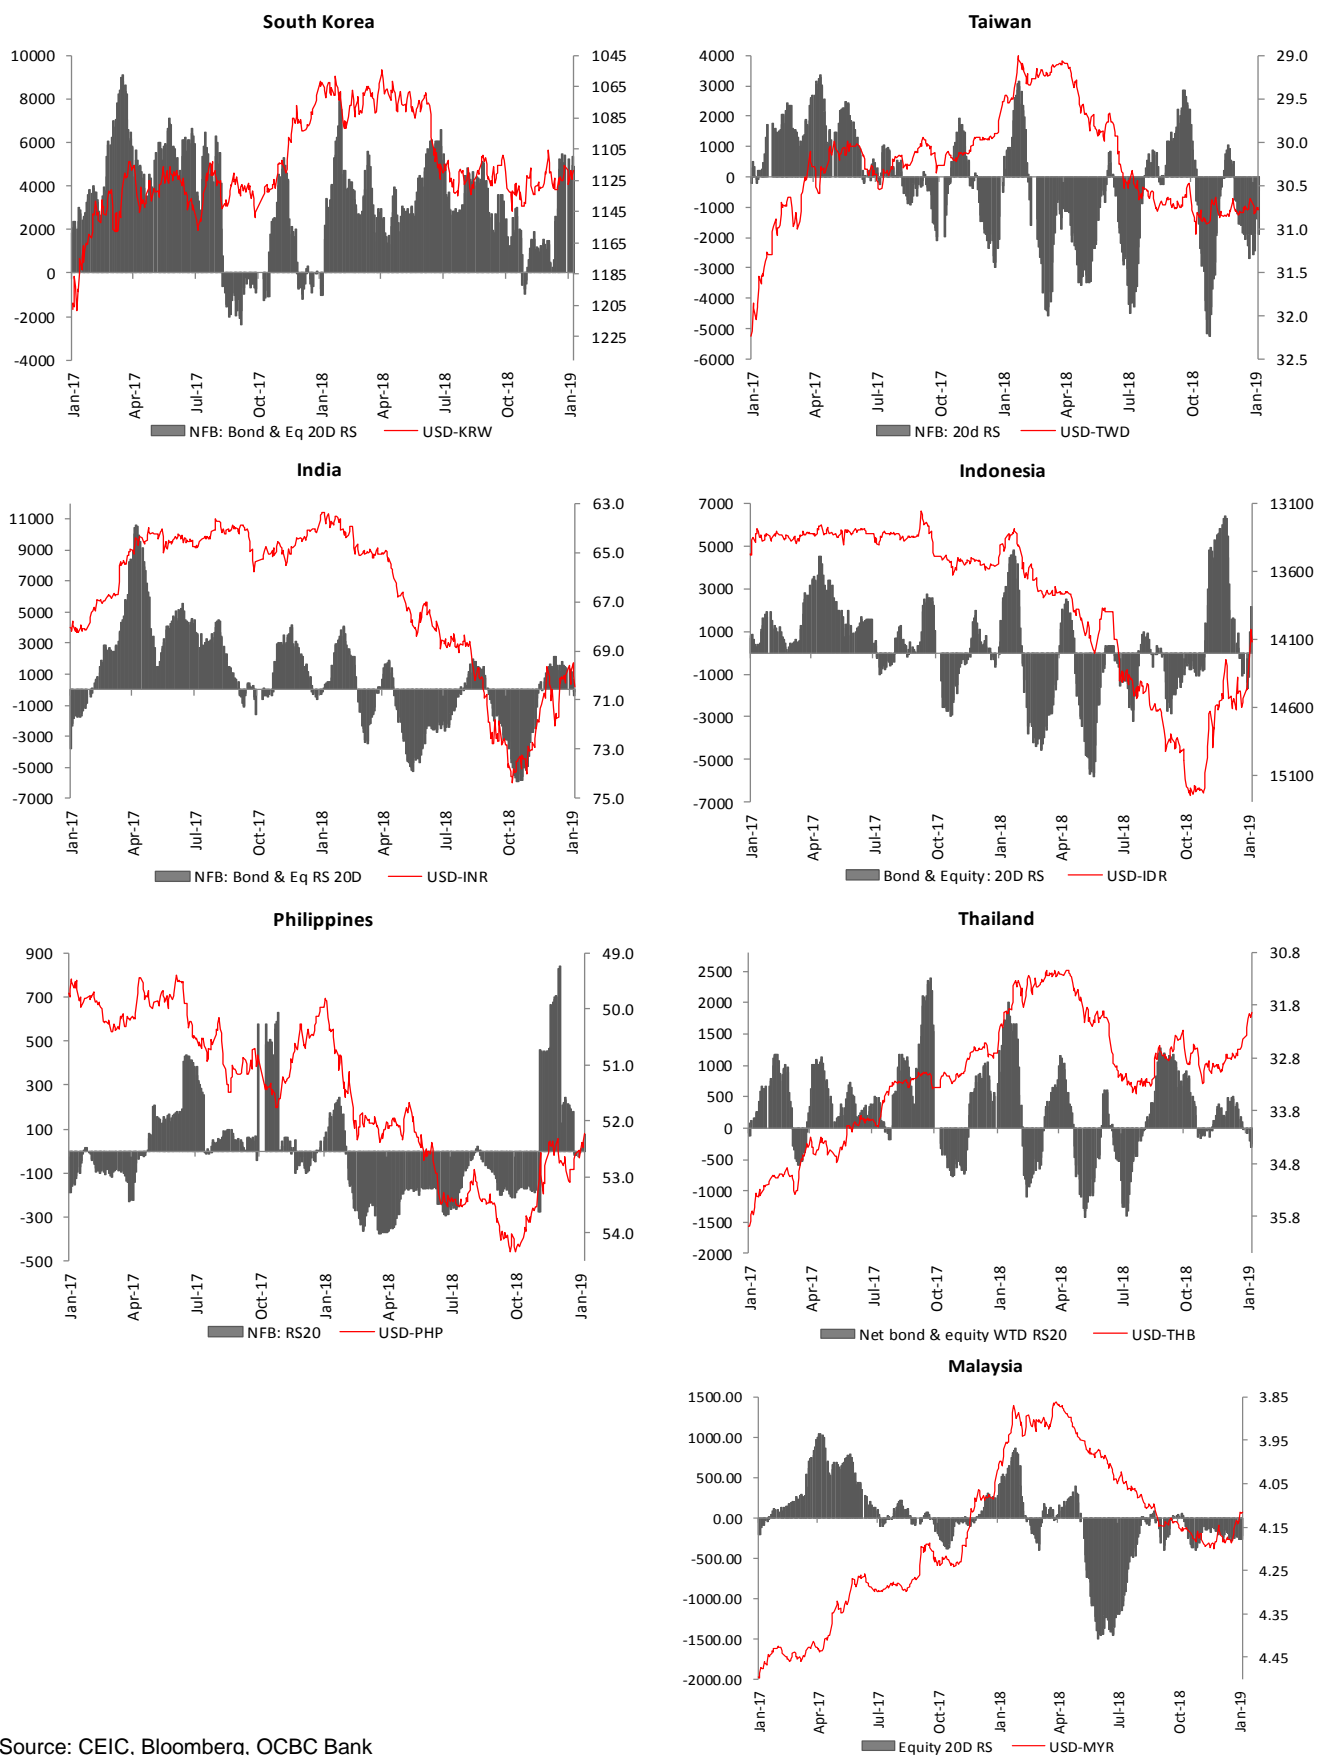 South Korea
10000
8000
6000
4000
2000
0
-2000
-4000
1045
1065
1085
1105
1125
1145
1165
1185
1205
1225
Jan-17
Apr-17
Jul-17
Oct-17
Jan-18
Apr-18
Jul-18
Oct-18
Jan-19
NFB: Bond & Eq 20D RS USD-KRW
Taiwan
4000
3000
2000
1000
0
-1000
-2000
-3000
-4000
-5000
-6000
29.0
29.5
30.0
30.5
31.0
31.5
32.0
32.5
Jan-17
Apr-17
Jul-17
Oct-17
Jan-18
Apr-18
Jul-18
Oct-18
Jan-19
NFB: 20d RS USD-TWD
India
11000
9000
7000
5000
3000
1000
-1000
-3000
-5000
-7000
63.0
65.0
67.0
69.0
71.0
73.0
75.0
Jan-17
Apr-17
Jul-17
Oct-17
Jan-18
Apr-18
Jul-18
Oct-18
Jan-19
NFB: Bond & Eq RS 20D USD-INR
Indonesia
7000
5000
3000
1000
-1000
-3000
-5000
-7000
13100
13600
14100
14600
15100
Jan-17
Apr-17
Jul-17
Oct-17
Jan-18
Apr-18
Jul-18
Oct-18
Jan-19
Bond & Equity: 20D RS USD-IDR
Philippines
900
700
500
300
100
-100
-300
-500
49.0
50.0
51.0
52.0
53.0
54.0
Jan-17
Apr-17
Jul-17
Oct-17
Jan-18
Apr-18
Jul-18
Oct-18
Jan-19
NFB: RS20 USD-PHP
Thailand
2500
2000
1500
1000
500
0
-500
-1000
-1500
-2000
30.8
31.8
32.8
33.8
34.8
35.8
Jan-17
Apr-17
Jul-17
Oct-17
Jan-18
Apr-18
Jul-18
Oct-18
Jan-19
Net bond & equity WTD RS20 USD-THB
Malaysia
1500.00
1000.00
500.00
0.00
-500.00
-1000.00
-1500.00
-2000.00
3.85
3.95
4.05
4.15
4.25
4.35
4.45
Jan-17
Apr-17
Jul-17
Oct-17
Jan-18
Apr-18
Jul-18
Oct-18
Jan-19
Equity 20D RS USD-MYR
Source: CEIC, Bloomberg, OCBC Bank